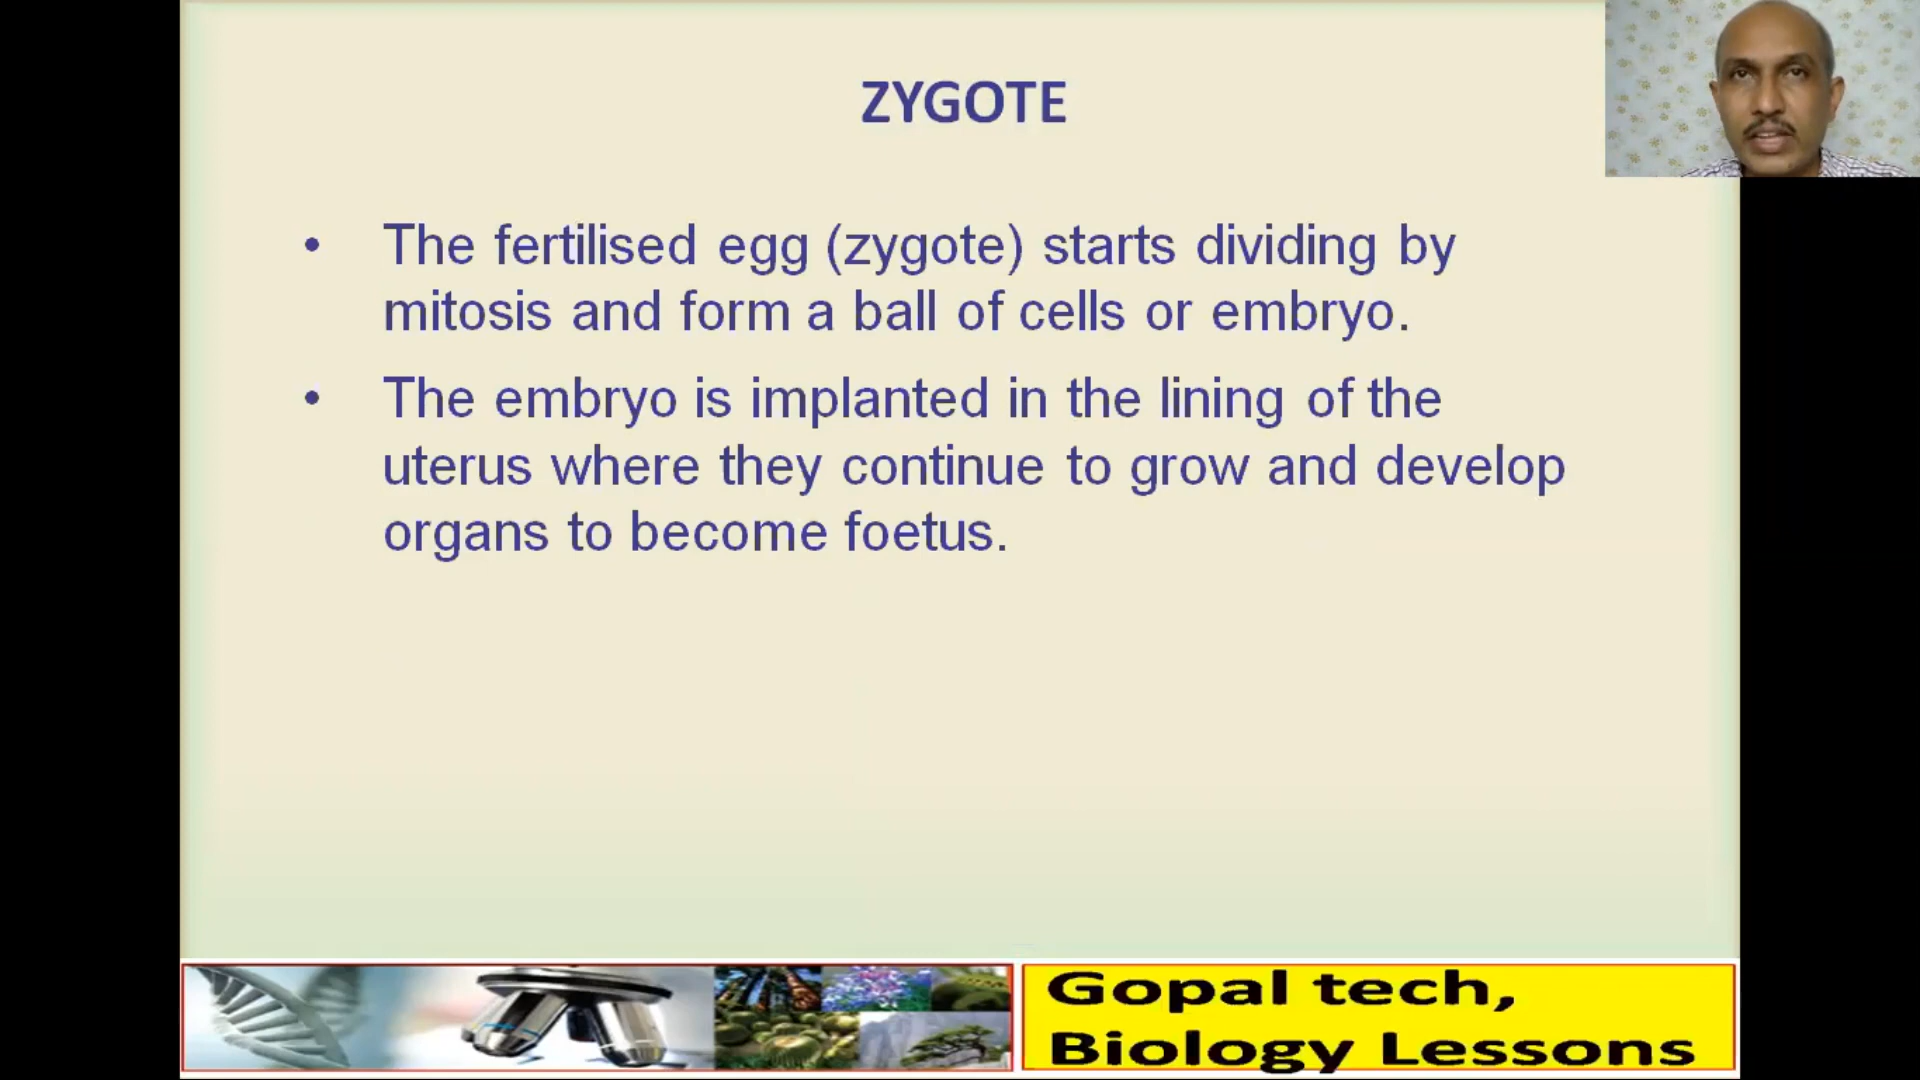 ZYGOTE
• The fertilised egg (zygote) starts dividing by
mitosis and form a ball of cells or embryo.
• The embryo is implanted in the lining of the
uterus where they continue to grow and develop
organs to become foetus.
Gopal tech,
Biology Lessons